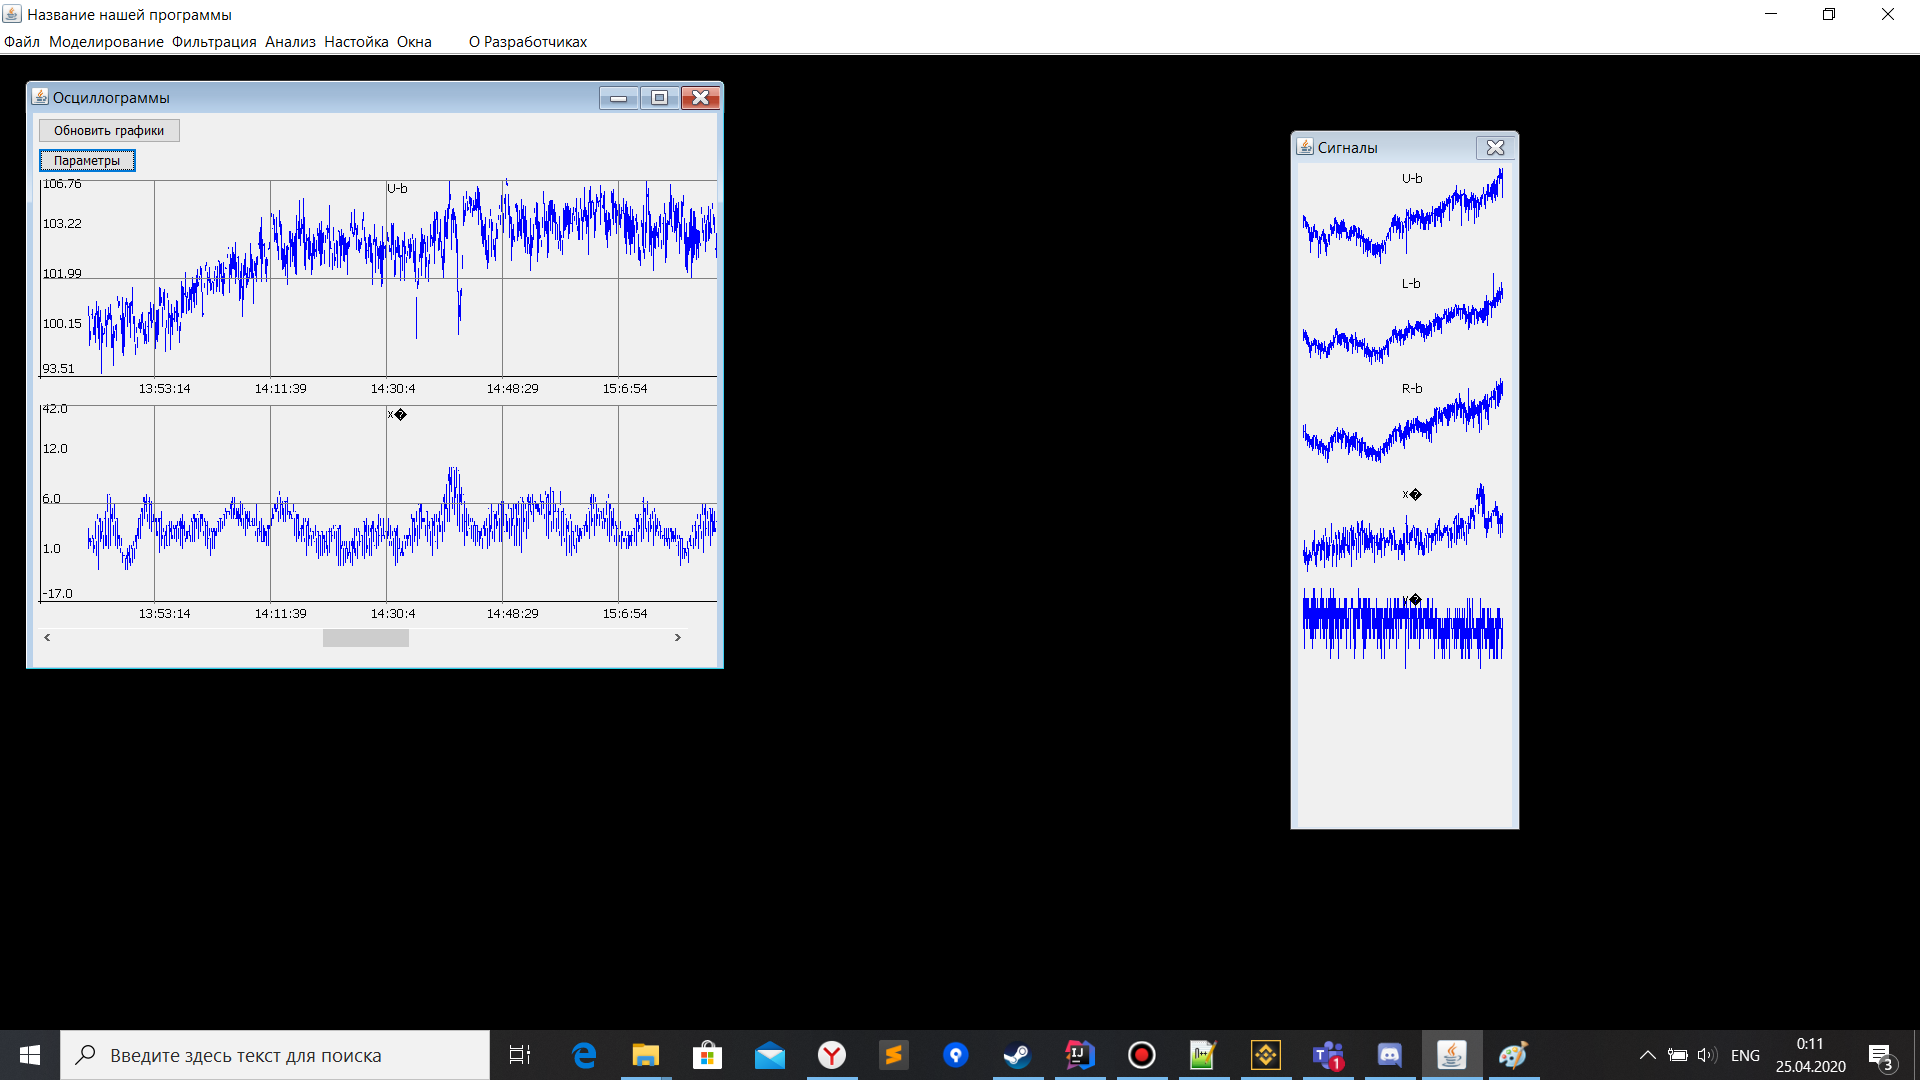 Название нашей программы
Файл Моделирование Фильтрация Анализ Настойка Окна О Разработчиках
Осциллограммы
Обновить графики
Параметры
U-b
106.76
103.22
101.99
100.15
93.51
13:53:14 14:11:39 14:30:4 14:48:29 15:6:54
x�
42.0
12.0
6.0
1.0
-17.0
13:53:14 14:11:39 14:30:4 14:48:29 15:6:54
Сигналы
U-b
L-b
R-b
x�
y�
Введите здесь текст для поиска
ENG
0:11
25.04.2020
1
3